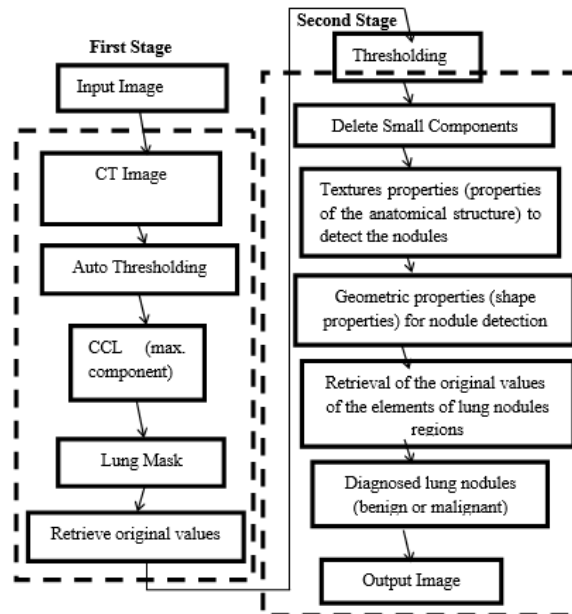 First Stage
Input Image
CT Image
Auto Thresholding
CCL (max.
component)
Lung Mask
Retrieve original values
Second Stage
Thresholding
Delete Small Components
Textures properties (properties
of the anatomical structure) to
detect the nodules
Geometric properties (shape
properties) for nodule detection
Retrieval of the original values
of the elements of lung nodules
regions
Diagnosed lung nodules
(benign or malignant)
Output Image